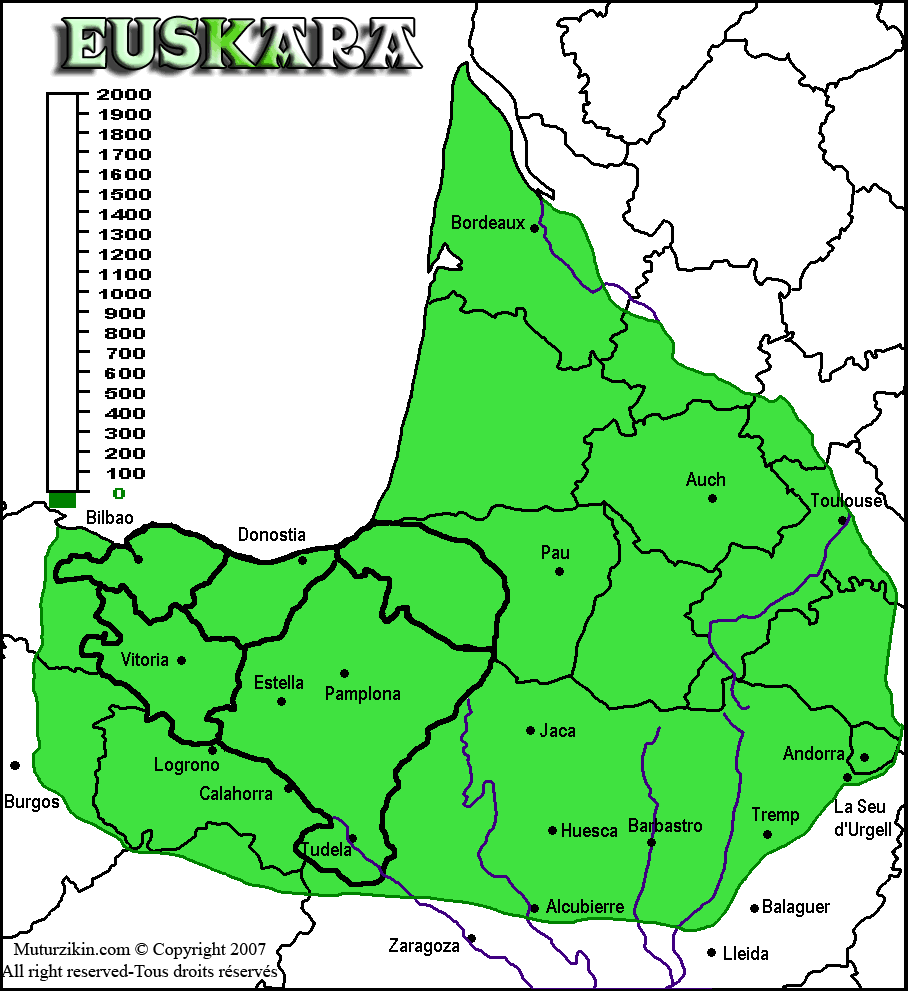 EUSKARA
2000
1900
1800
1700
1600
1500
1400
1300
1200
1100
1000
900
800
700
600
500
400
300
200
100
0
Bordeaux
Auch
Toulouse
Bilbao
Donostia
Pau
Vitoria
Estella
Pamplona
Jaca
Logrono
Andorra
Calahorra
Burgos
La Seu
d'Urgell
Tremp
Huesca
Barbastro
Tudela
Alcubierre
Balaguer
Zaragoza
Lleida
Muturzikin.com © Copyright 2007
All right reserved-Tous droits réservés